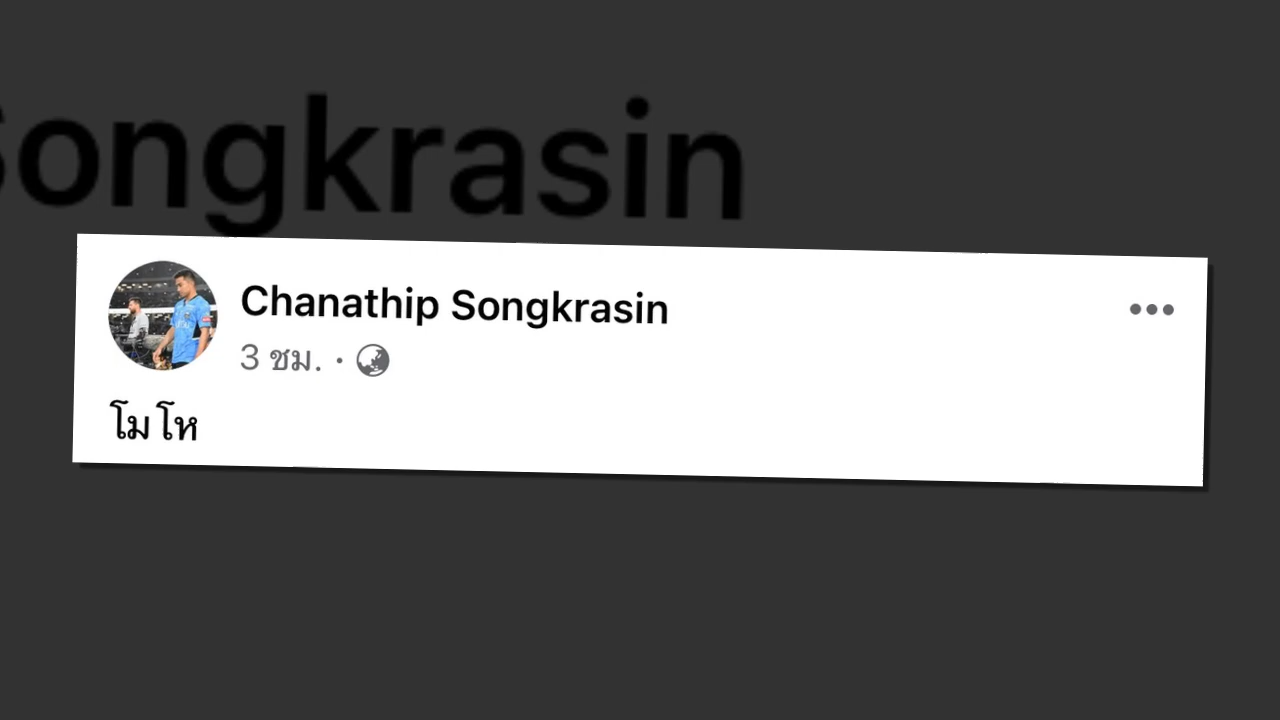 Songkrasin
Chanathip Songkrasin
3 ชม. ·
โมโห